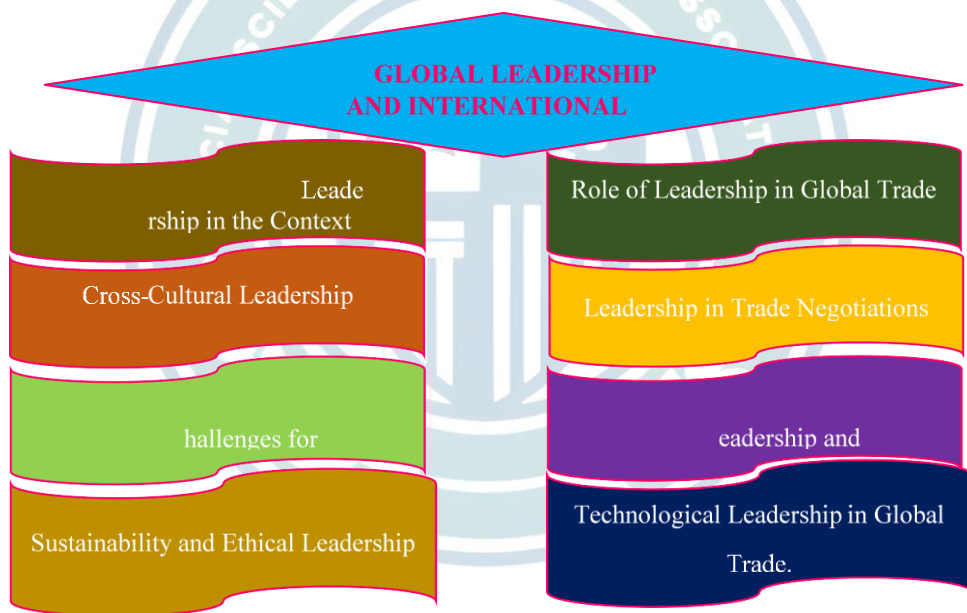 GLOBAL LEADERSHIP
AND INTERNATIONAL
Leade
rship in the Context
Cross-Cultural Leadership
hallenges for
Sustainability and Ethical Leadership
Role of Leadership in Global Trade
Leadership in Trade Negotiations
eadership and
Technological Leadership in Global
Trade.